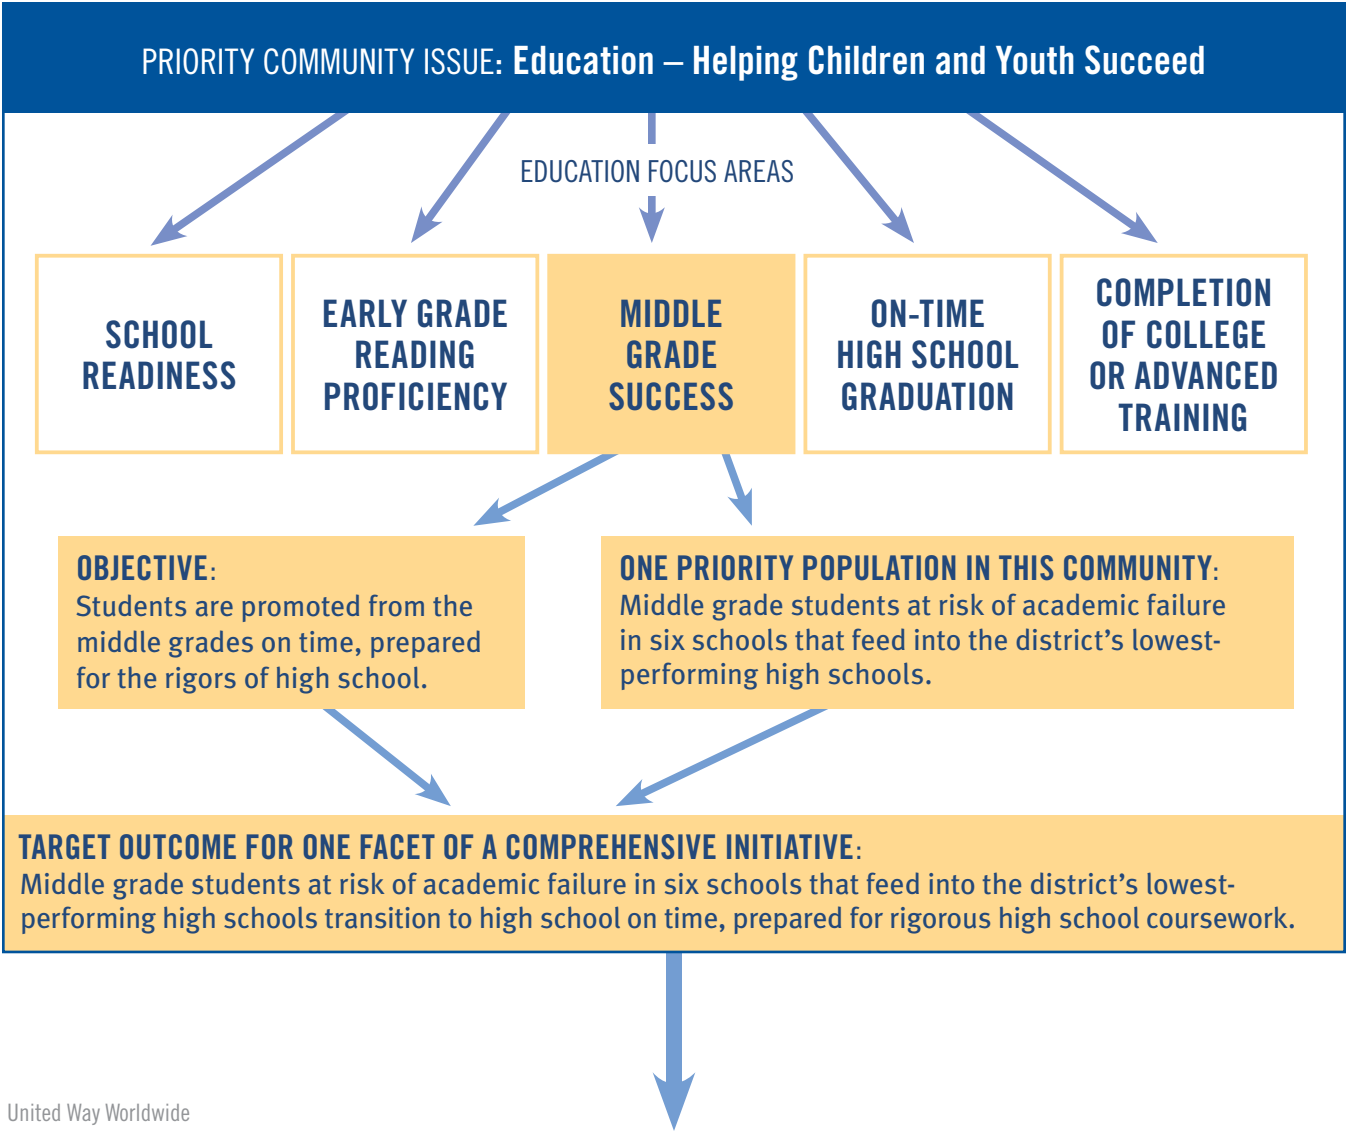 PRIORITY COMMUNITY ISSUE: Education – Helping Children and Youth Succeed
EDUCATION FOCUS AREAS
SCHOOL
READINESS
EARLY GRADE
READING
PROFICIENCY
MIDDLE
GRADE
SUCCESS
ON-TIME
HIGH SCHOOL
GRADUATION
COMPLETION
OF COLLEGE
OR ADVANCED
TRAINING
OBJECTIVE:
Students are promoted from the
middle grades on time, prepared
for the rigors of high school.
ONE PRIORITY POPULATION IN THIS COMMUNITY:
Middle grade students at risk of academic failure
in six schools that feed into the district’s lowest-
performing high schools.
TARGET OUTCOME FOR ONE FACET OF A COMPREHENSIVE INITIATIVE:
Middle grade students at risk of academic failure in six schools that feed into the district’s lowest-
performing high schools transition to high school on time, prepared for rigorous high school coursework.
United Way Worldwide